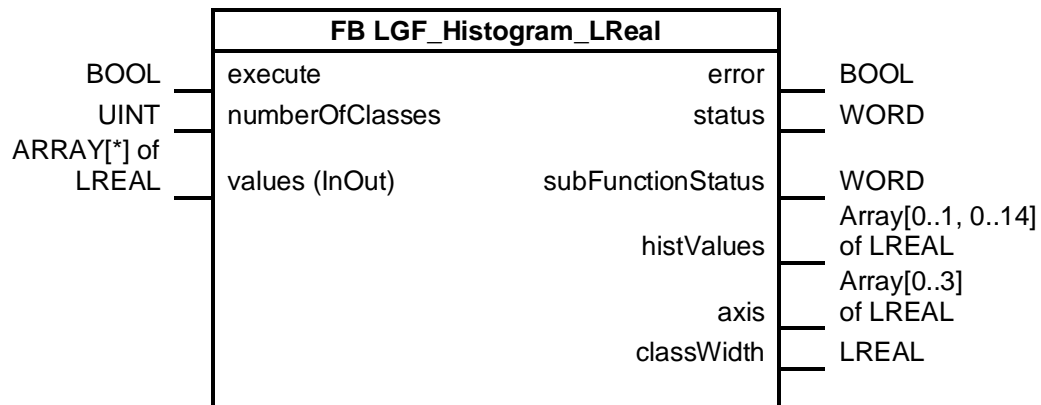 FB LGF_Histogram_LReal
BOOL execute error BOOL
UINT numberOfClasses status WORD
ARRAY[*] of
LREAL values (InOut) subFunctionStatus WORD
Array[0..1, 0..14]
histValues of LREAL
Array[0..3]
axis of LREAL
classWidth LREAL